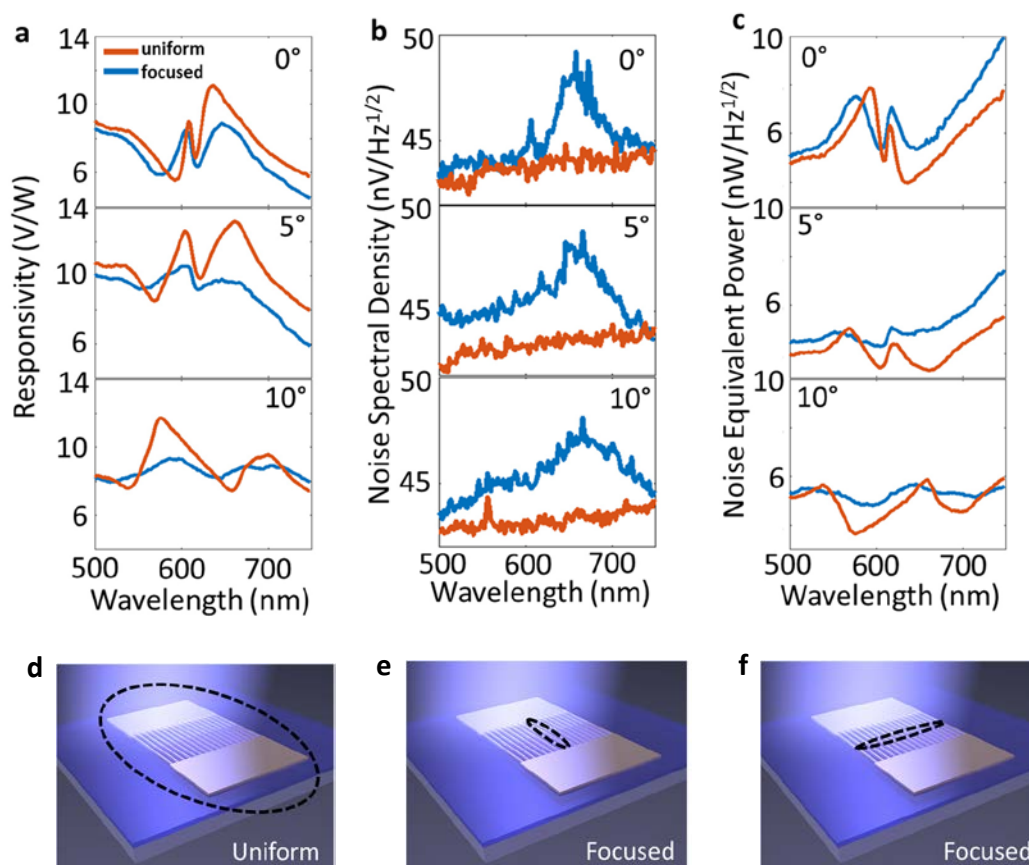 a
uniform
focused
0°
14
10
6
14
5°
10
6
14
10°
10
6
500
600
700
Responsivity (V/W)
Wavelength (nm)
b
50
0°
45
50
5°
45
50
10°
45
500
600
700
Noise Spectral Density (nV/Hz1/2)
Wavelength (nm)
c
10
0°
6
10
5°
6
10
10°
6
500
600
700
Noise Equivalent Power (nW/Hz1/2)
Wavelength (nm)
d
Uniform
e
Focused
f
Focused